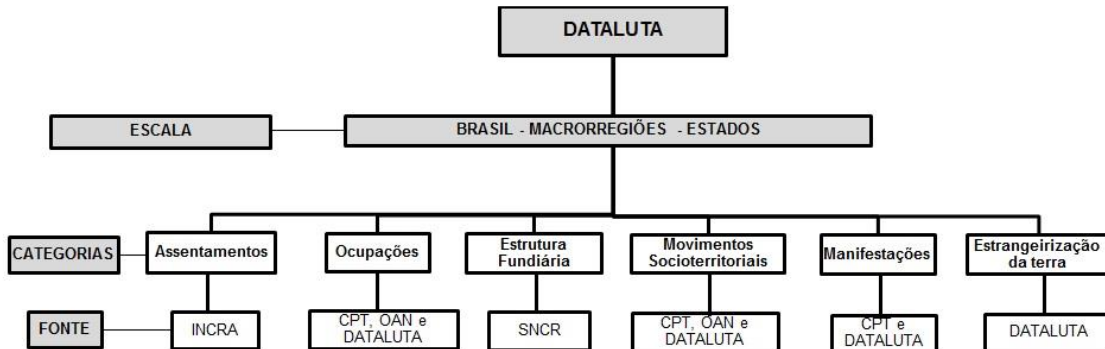 DATALUTA
ESCALA
BRASIL - MACRORREGIÕES - ESTADOS
CATEGORIAS
Assentamentos
Ocupações
Estrutura
Fundiária
Movimentos
Socioterritoriais
Manifestações
Estrangeirização
da terra
FONTE
INCRA
CPT, OAN e
DATALUTA
SNCR
CPT, OAN e
DATALUTA
CPT e
DATALUTA
DATALUTA